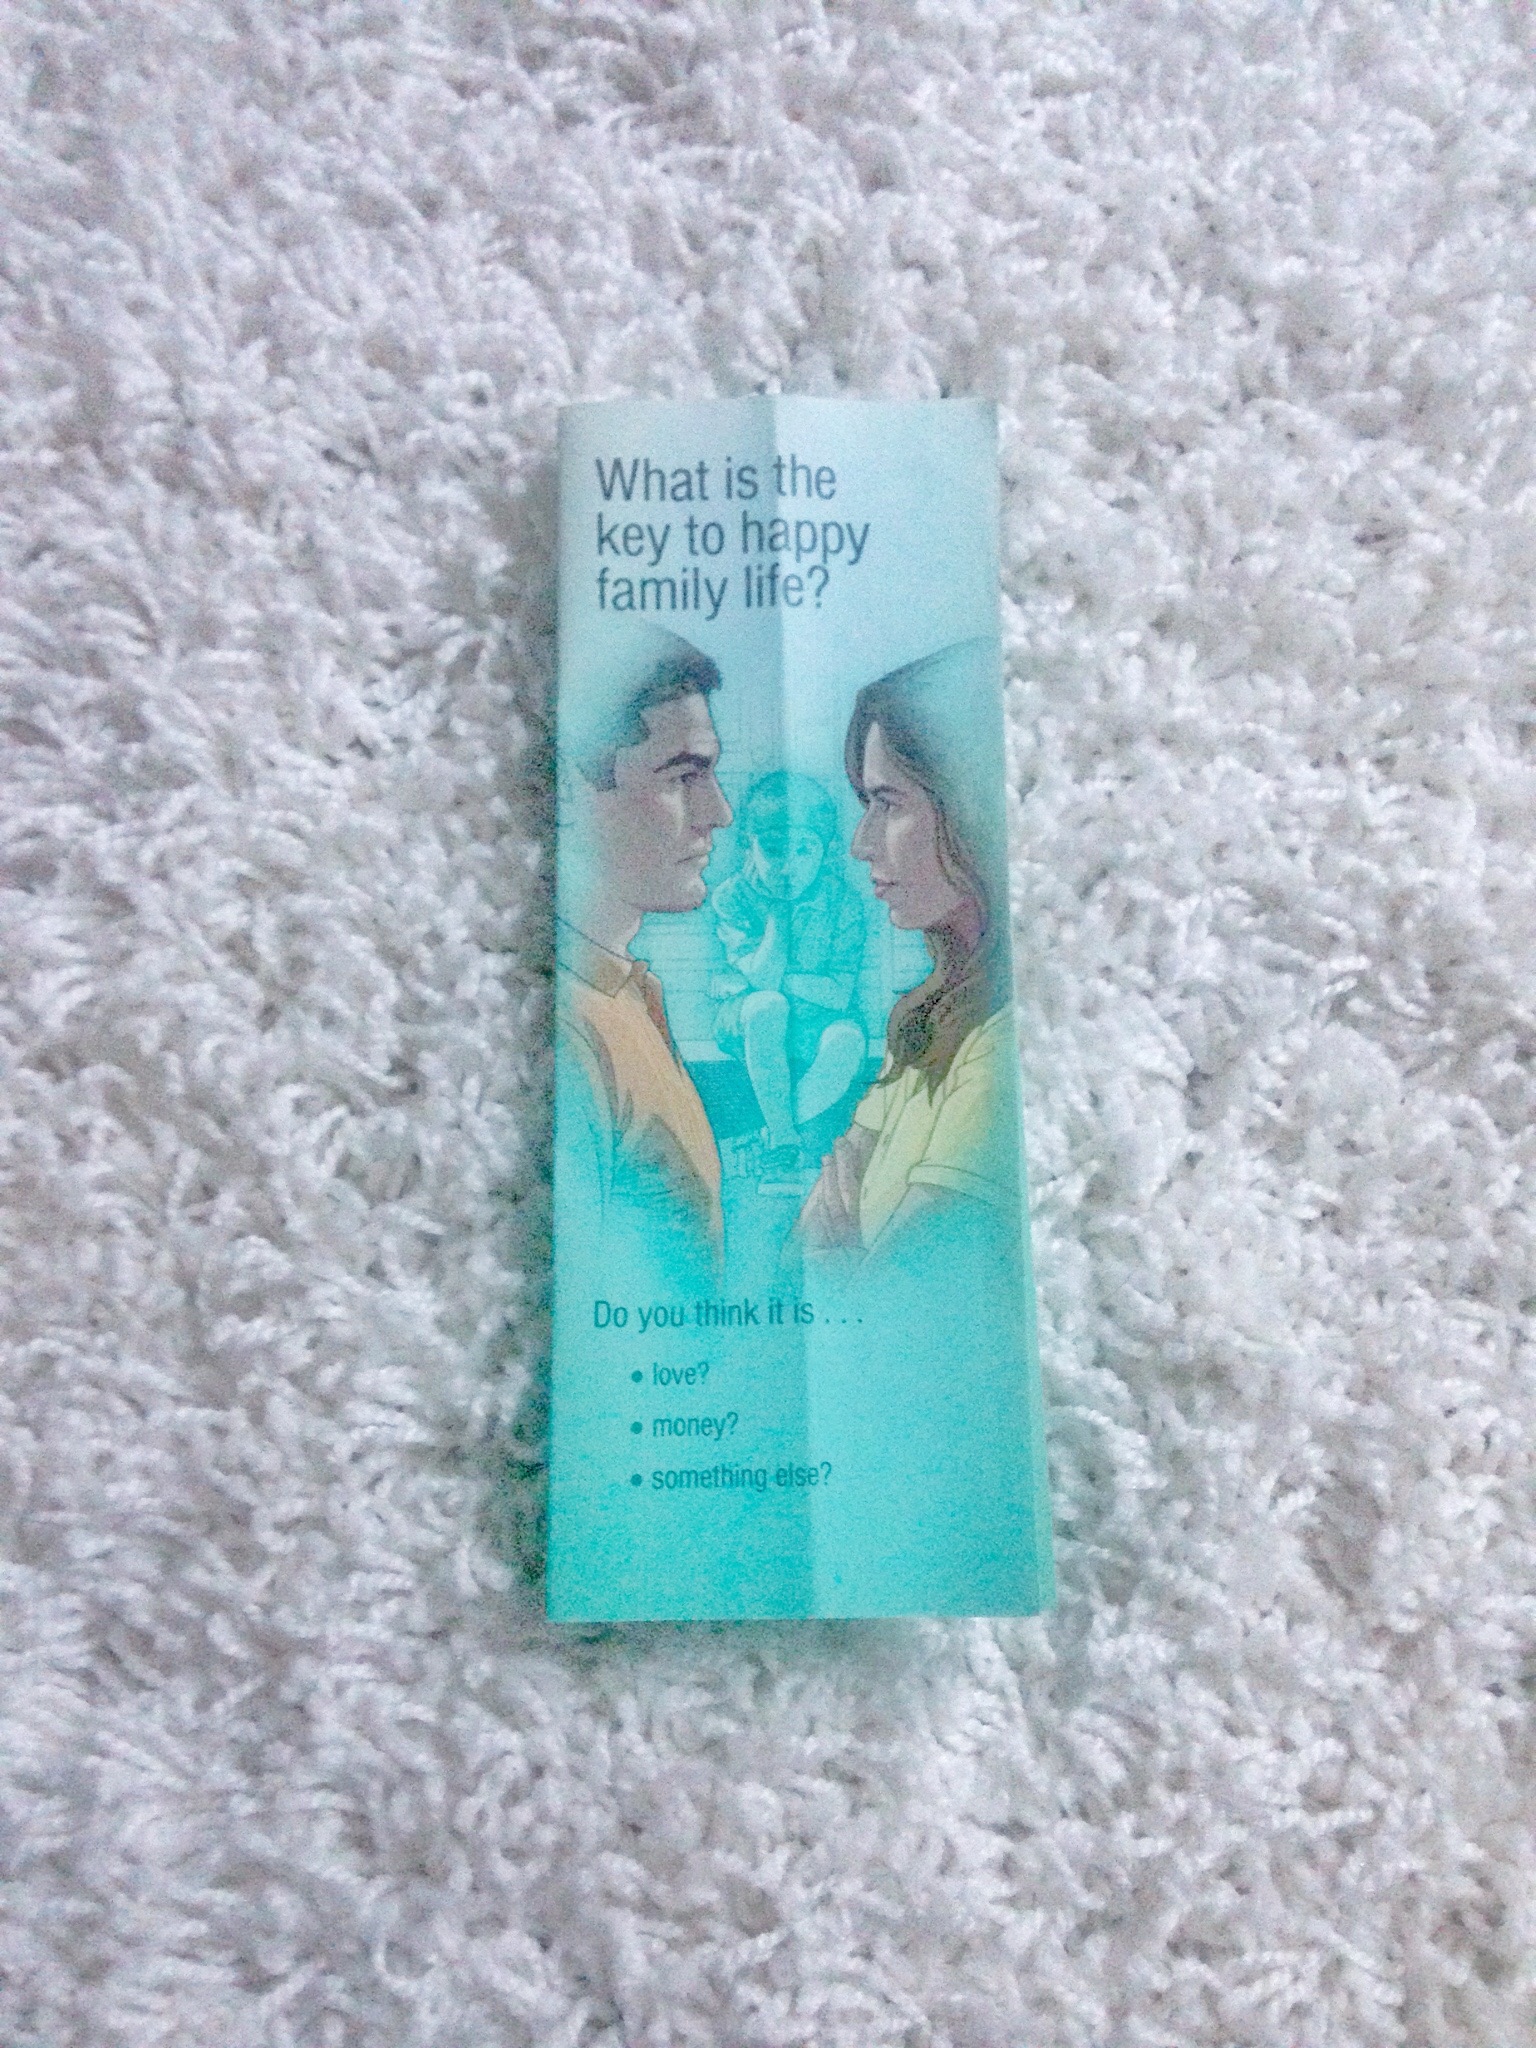 What is the
key to happy
family life?
Do you think it is . . .
• love?
• money?
• something else?